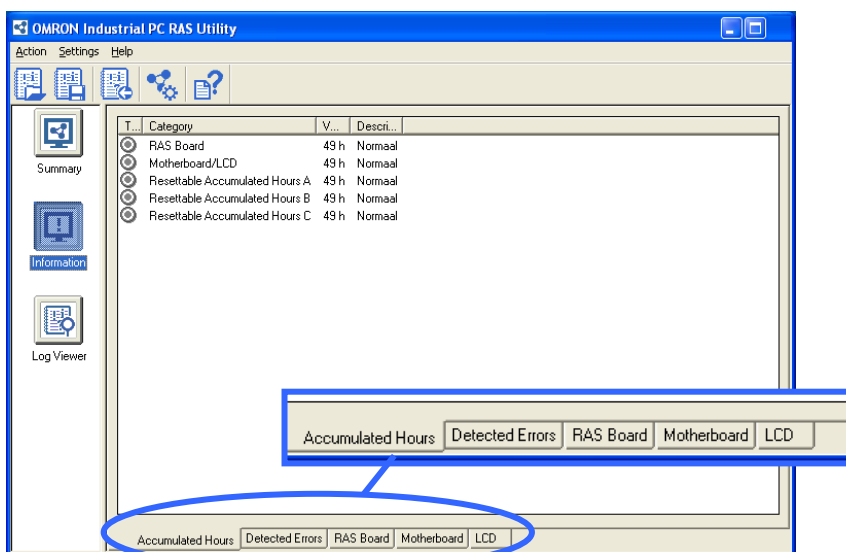 OMRON Industrial PC RAS Utility
Action Settings Help
T... Category V... Descri...
RAS Board 49 h Normaal
Motherboard/LCD 49 h Normaal
Resettable Accumulated Hours A 49 h Normaal
Resettable Accumulated Hours B 49 h Normaal
Resettable Accumulated Hours C 49 h Normaal
Summary
Information
Log Viewer
Accumulated Hours Detected Errors RAS Board Motherboard LCD
Accumulated Hours Detected Errors RAS Board Motherboard LCD